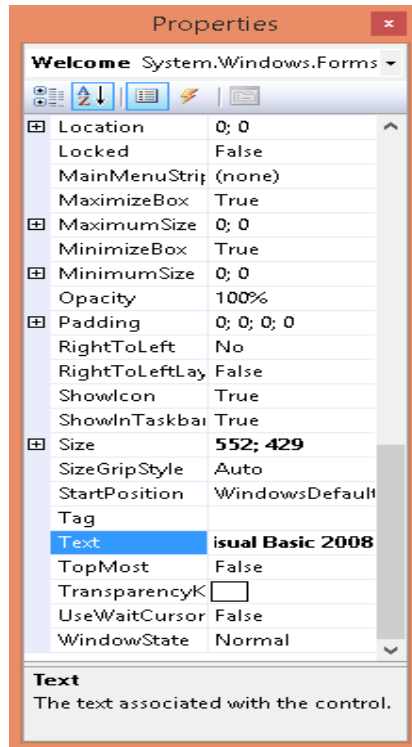 Properties
Welcome System.Windows.Forms
Location 0; 0
Locked False
MainMenuStrip (none)
MaximizeBox True
MaximumSize 0; 0
MinimizeBox True
MinimumSize 0; 0
Opacity 100%
Padding 0; 0; 0; 0
RightToLeft No
RightToLeftLay False
ShowIcon True
ShowInTaskbar True
Size 552; 429
SizeGripStyle Auto
StartPosition WindowsDefault
Tag
Text isual Basic 2008
TopMost False
TransparencyK
UseWaitCursor False
WindowState Normal
Text
The text associated with the control.